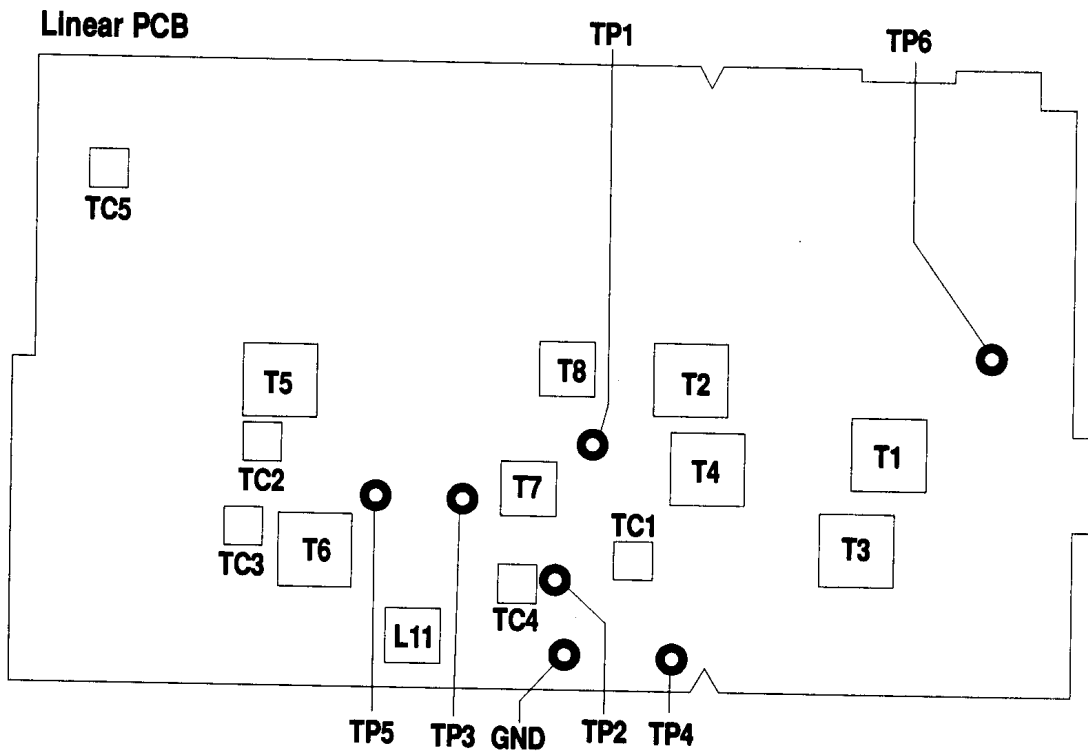 Linear PCB
TP1
TP6
TC5
T5
T8
T2
TC2
T7
T4
T1
TC3
T6
TC1
T3
TC4
L11
TP5
TP3
GND
TP2
TP4